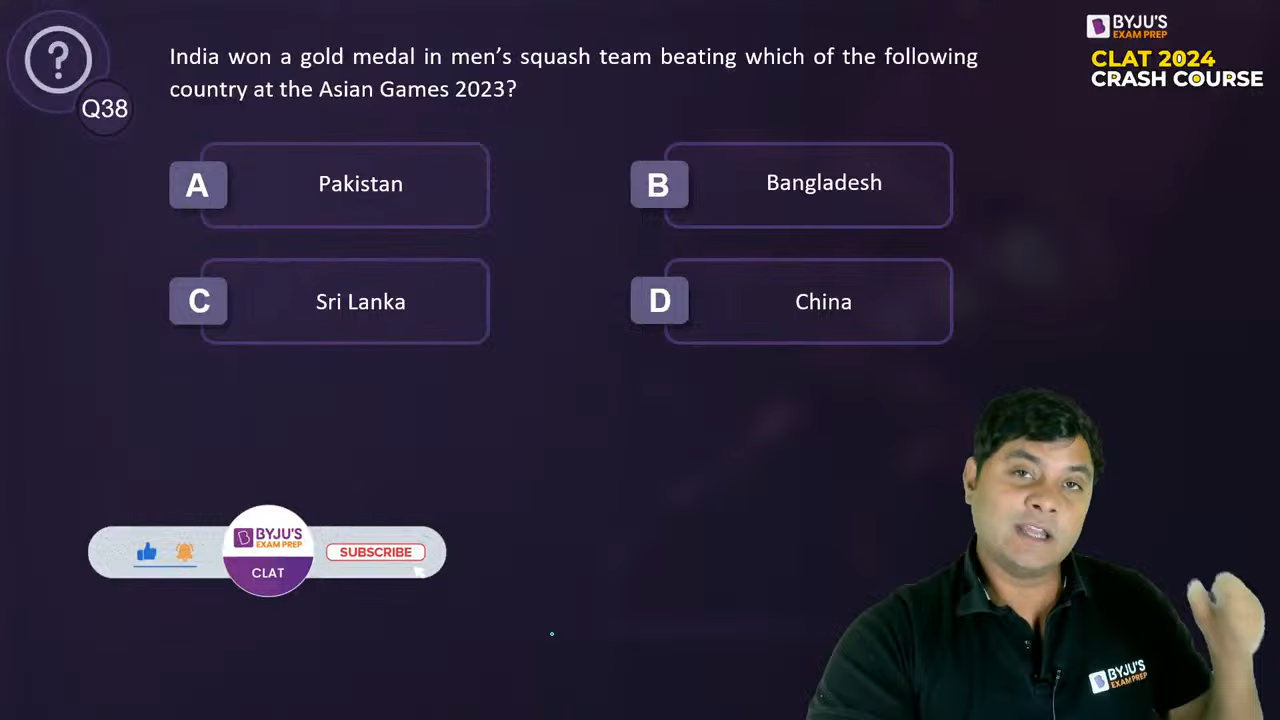 ?
Q38
India won a gold medal in men’s squash team beating which of the following
country at the Asian Games 2023?
BYJU'S
EXAM PREP
CLAT 2024
CRASH COURSE
A
Pakistan
B
Bangladesh
C
Sri Lanka
D
China
BYJU'S
EXAM PREP
CLAT
SUBSCRIBE
BYJU'S
EXAM PREP